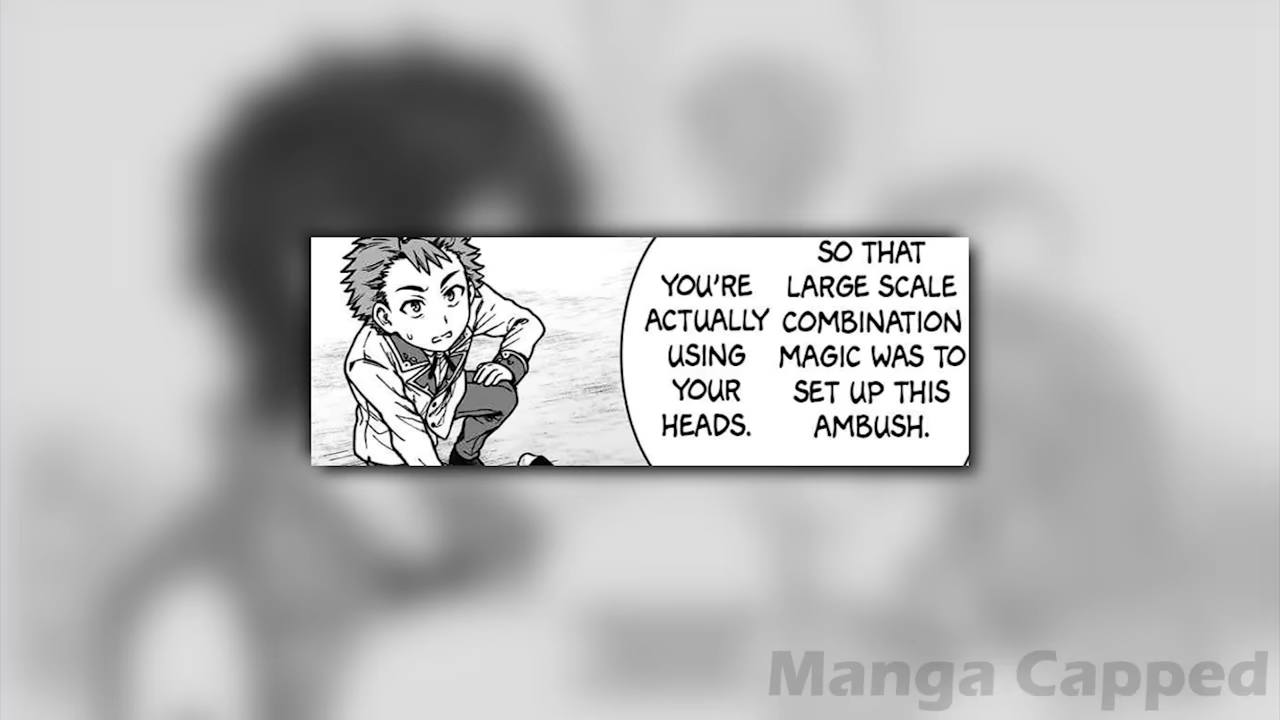 SO THAT
LARGE SCALE
COMBINATION
MAGIC WAS TO
SET UP THIS
AMBUSH.
YOU'RE
ACTUALLY
USING
YOUR
HEADS.
Manga Capped